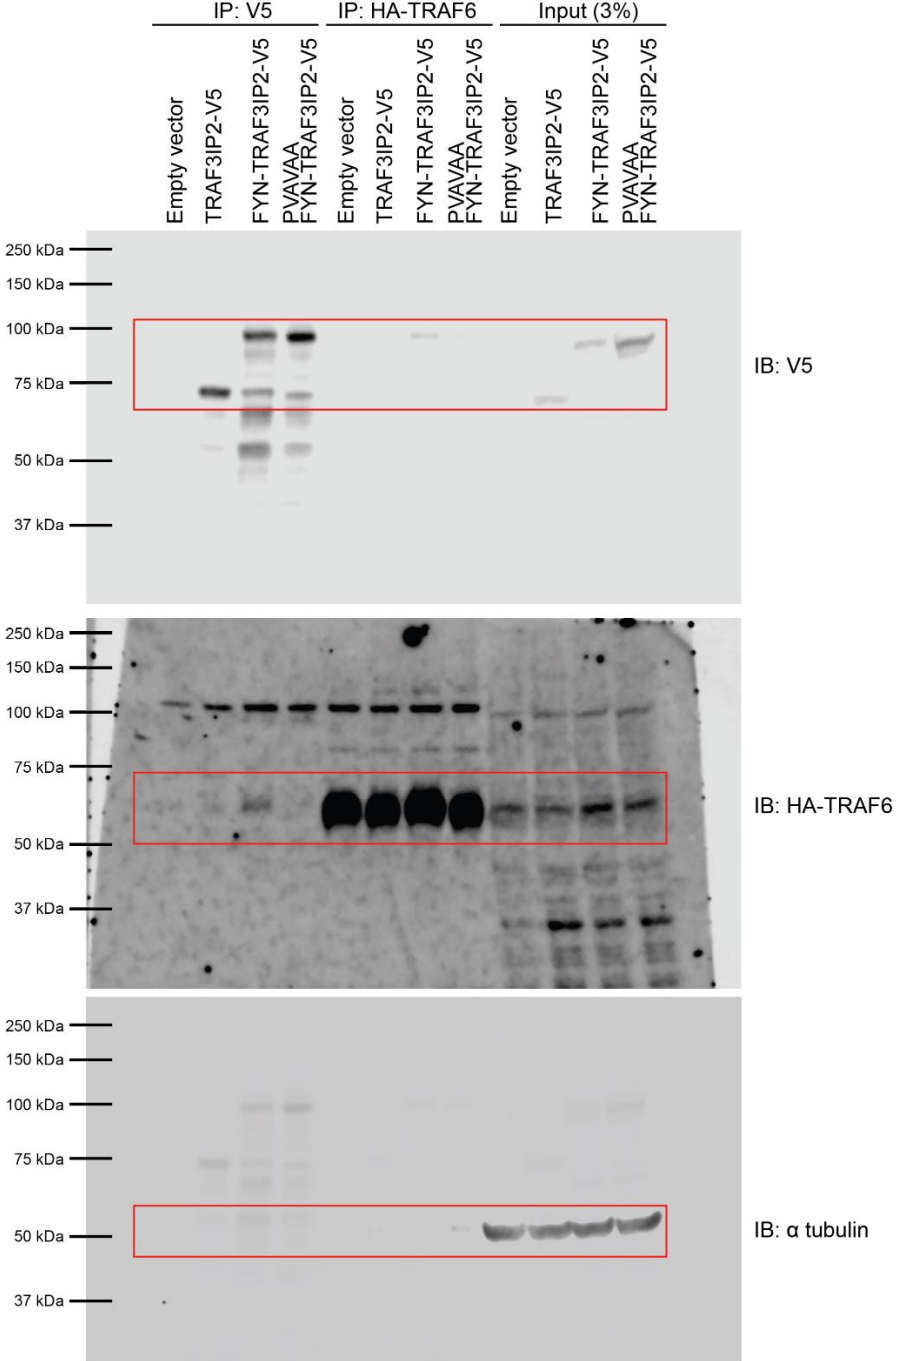 IP: V5 IP: HA-TRAF6 Input (3%)
Empty vector
TRAF3IP2-V5
FYN-TRAF3IP2-V5
PVAVAA
FYN-TRAF3IP2-V5
Empty vector
TRAF3IP2-V5
FYN-TRAF3IP2-V5
PVAVAA
FYN-TRAF3IP2-V5
Empty vector
TRAF3IP2-V5
FYN-TRAF3IP2-V5
PVAVAA
FYN-TRAF3IP2-V5
250 kDa
150 kDa
100 kDa
75 kDa
50 kDa
37 kDa
IB: V5
250 kDa
150 kDa
100 kDa
75 kDa
50 kDa
37 kDa
IB: HA-TRAF6
250 kDa
150 kDa
100 kDa
75 kDa
50 kDa
37 kDa
IB: α tubulin